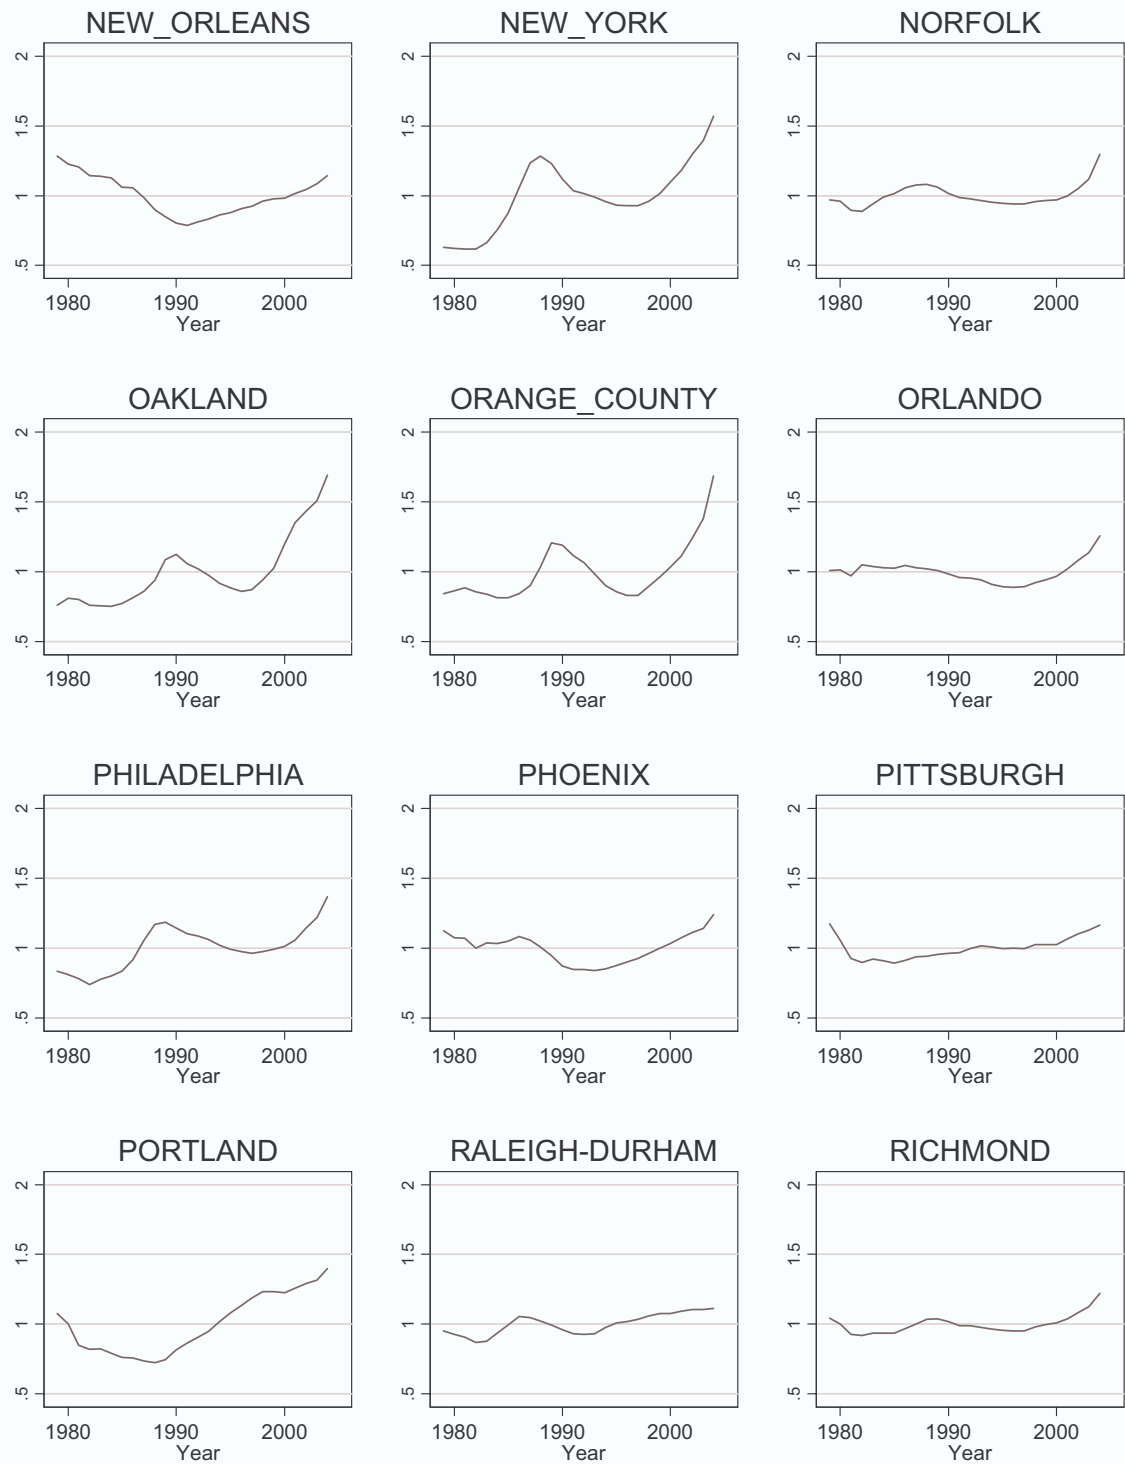 NEW_ORLEANS
2
1.5
1
.5
1980 1990 2000
Year
NEW_YORK
2
1.5
1
.5
1980 1990 2000
Year
NORFOLK
2
1.5
1
.5
1980 1990 2000
Year
OAKLAND
2
1.5
1
.5
1980 1990 2000
Year
ORANGE_COUNTY
2
1.5
1
.5
1980 1990 2000
Year
ORLANDO
2
1.5
1
.5
1980 1990 2000
Year
PHILADELPHIA
2
1.5
1
.5
1980 1990 2000
Year
PHOENIX
2
1.5
1
.5
1980 1990 2000
Year
PITTSBURGH
2
1.5
1
.5
1980 1990 2000
Year
PORTLAND
2
1.5
1
.5
1980 1990 2000
Year
RALEIGH-DURHAM
2
1.5
1
.5
1980 1990 2000
Year
RICHMOND
2
1.5
1
.5
1980 1990 2000
Year